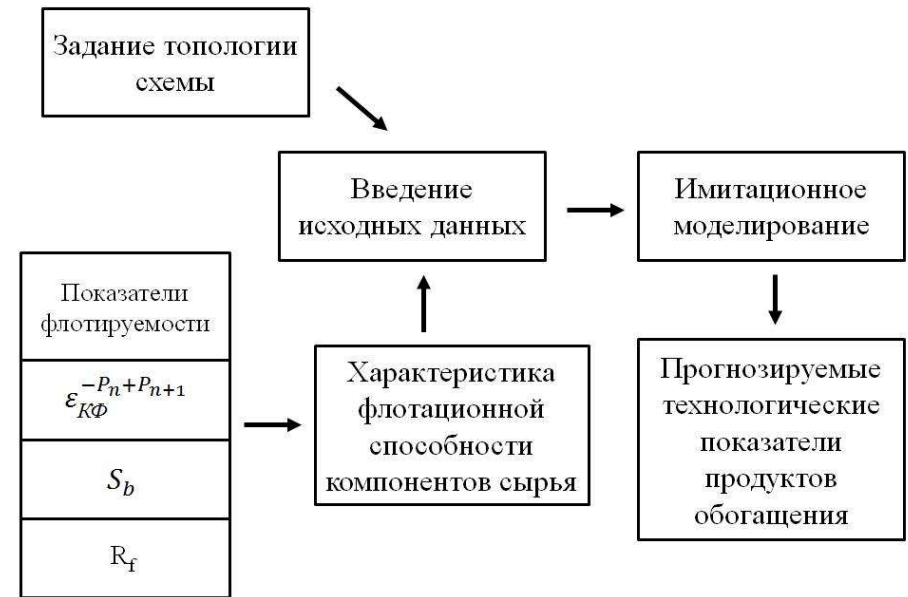 Задание топологии
схемы
Введение
исходных данных
Имитационное
моделирование
Показатели
флотируемости
ε_{КФ}^{-P_n+P_{n+1}}
S_b
R_f
Характеристика
флотационной
способности
компонентов сырья
Прогнозируемые
технологические
показатели
продуктов
обогащения